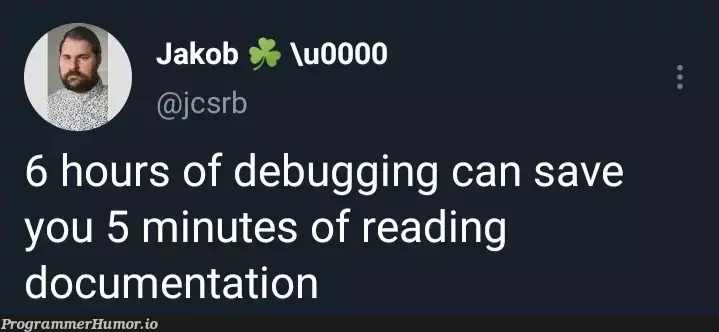 Jakob ☘️ \u0000
@jcsrb
6 hours of debugging can save
you 5 minutes of reading
documentation
ProgrammerHumor.io